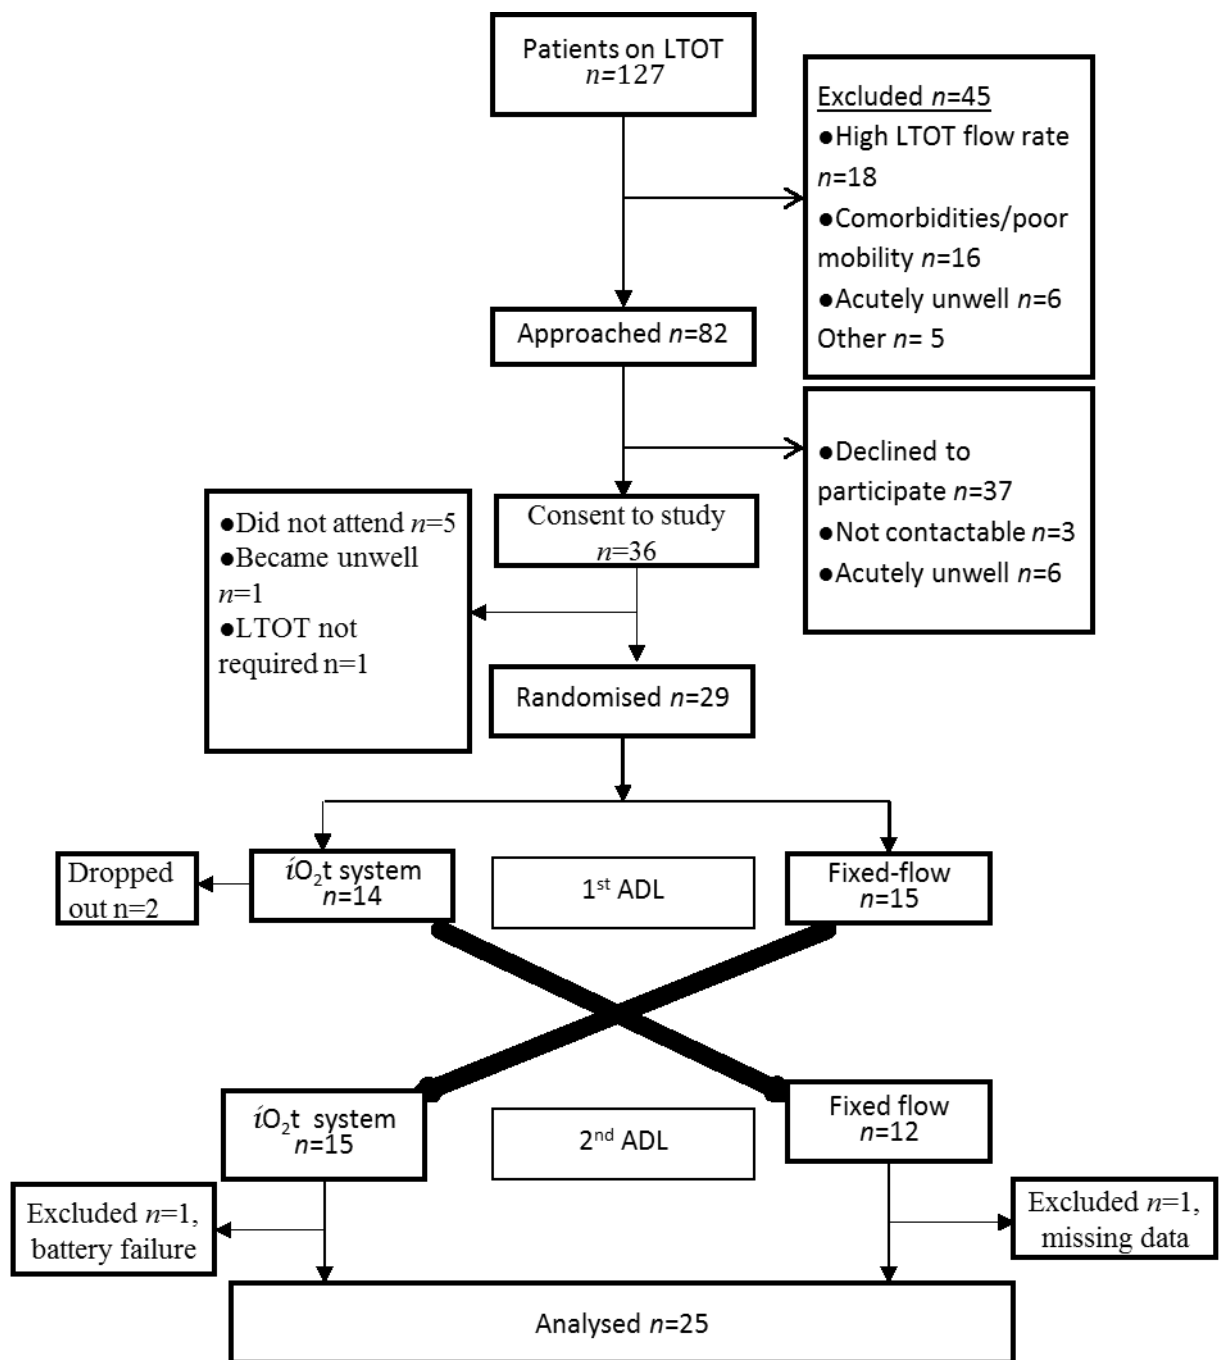 Patients on LTOT
n=127
Excluded n=45
●High LTOT flow rate
n=18
●Comorbidities/poor
mobility n=16
●Acutely unwell n=6
Other n= 5
Approached n=82
●Declined to
participate n=37
●Not contactable n=3
●Acutely unwell n=6
Consent to study
n=36
●Did not attend n=5
●Became unwell
n=1
●LTOT not
required n=1
Randomised n=29
Dropped
out n=2
iO₂t system
n=14
1st ADL
Fixed-flow
n=15
iO₂t system
n=15
2nd ADL
Fixed flow
n=12
Excluded n=1,
battery failure
Excluded n=1,
missing data
Analysed n=25